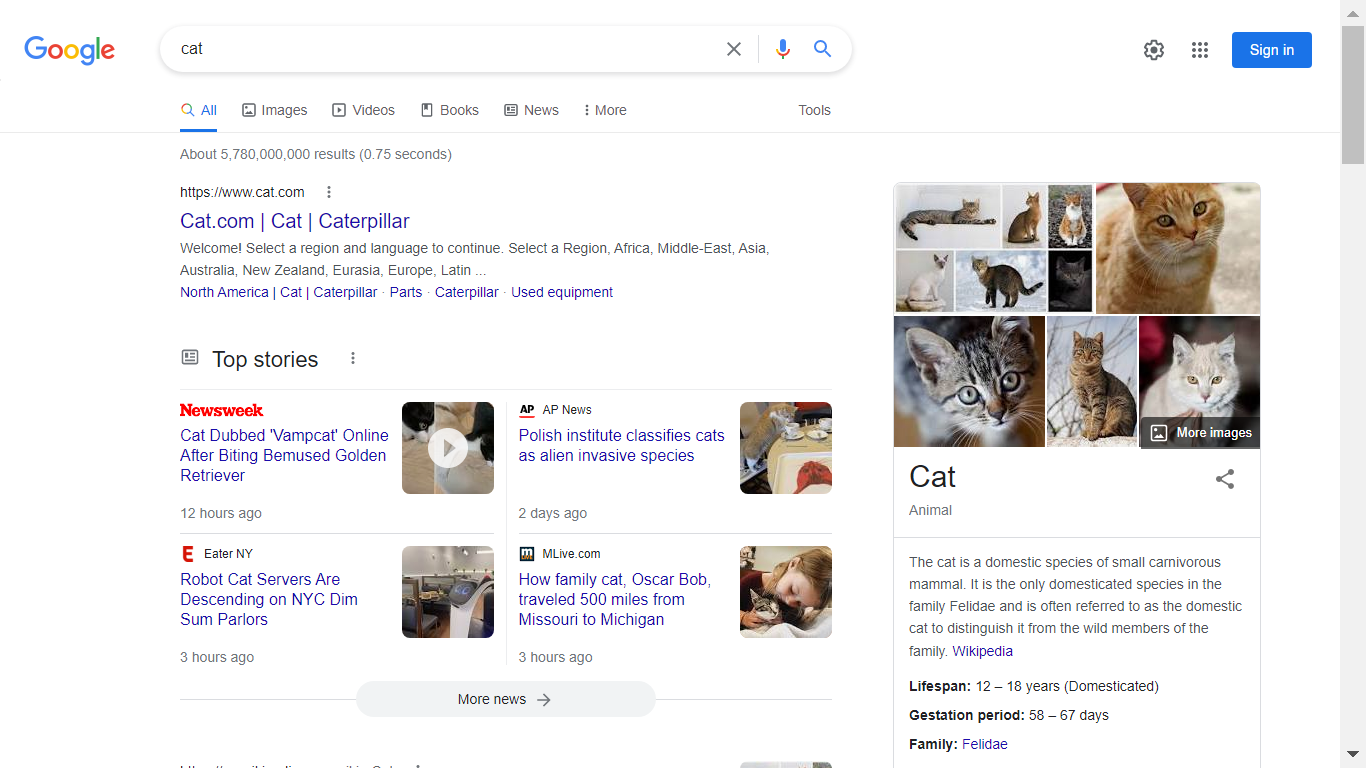 Google
cat
Sign in
All
Images
Videos
Books
News
More
Tools
About 5,780,000,000 results (0.75 seconds)
https://www.cat.com
Cat.com | Cat | Caterpillar
Welcome! Select a region and language to continue. Select a Region, Africa, Middle-East, Asia,
Australia, New Zealand, Eurasia, Europe, Latin ...
North America | Cat | Caterpillar · Parts · Caterpillar · Used equipment
Top stories
Newsweek
Cat Dubbed 'Vampcat' Online
After Biting Bemused Golden
Retriever
12 hours ago
AP AP News
Polish institute classifies cats
as alien invasive species
2 days ago
E Eater NY
Robot Cat Servers Are
Descending on NYC Dim
Sum Parlors
3 hours ago
m MLive.com
How family cat, Oscar Bob,
traveled 500 miles from
Missouri to Michigan
3 hours ago
More news
More images
Cat
Animal
The cat is a domestic species of small carnivorous
mammal. It is the only domesticated species in the
family Felidae and is often referred to as the domestic
cat to distinguish it from the wild members of the
family. Wikipedia
Lifespan: 12 – 18 years (Domesticated)
Gestation period: 58 – 67 days
Family: Felidae